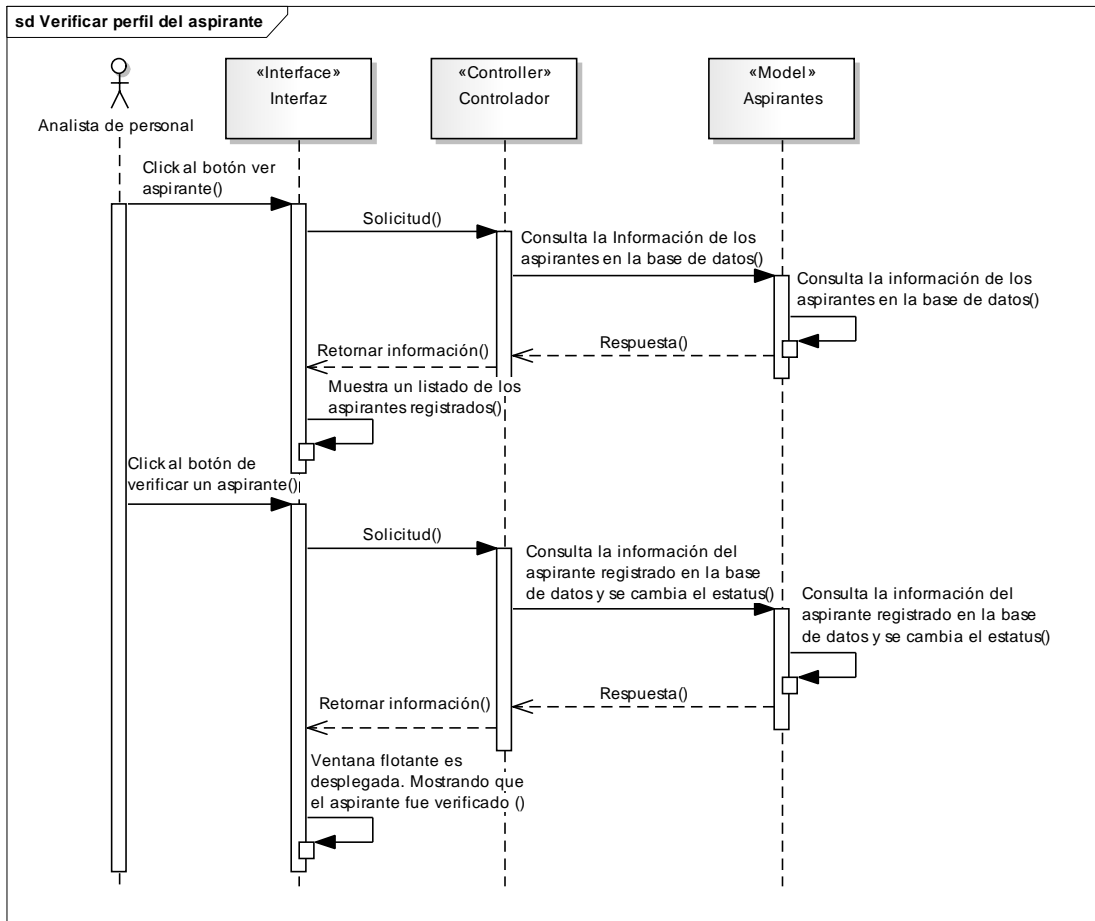 sd Verificar perfil del aspirante
«Interface»
Interfaz
«Controller»
Controlador
«Model»
Aspirantes
Analista de personal
Click al botón ver
aspirante()
Solicitud()
Consulta la Información de los
aspirantes en la base de datos()
Consulta la información de los
aspirantes en la base de datos()
Respuesta()
Retornar información()
Muestra un listado de los
aspirantes registrados()
Click al botón de
verificar un aspirante()
Solicitud()
Consulta la información del
aspirante registrado en la base
de datos y se cambia el estatus()
Consulta la información del
aspirante registrado en la base
de datos y se cambia el estatus()
Respuesta()
Retornar información()
Ventana flotante es
desplegada. Mostrando que
el aspirante fue verificado ()